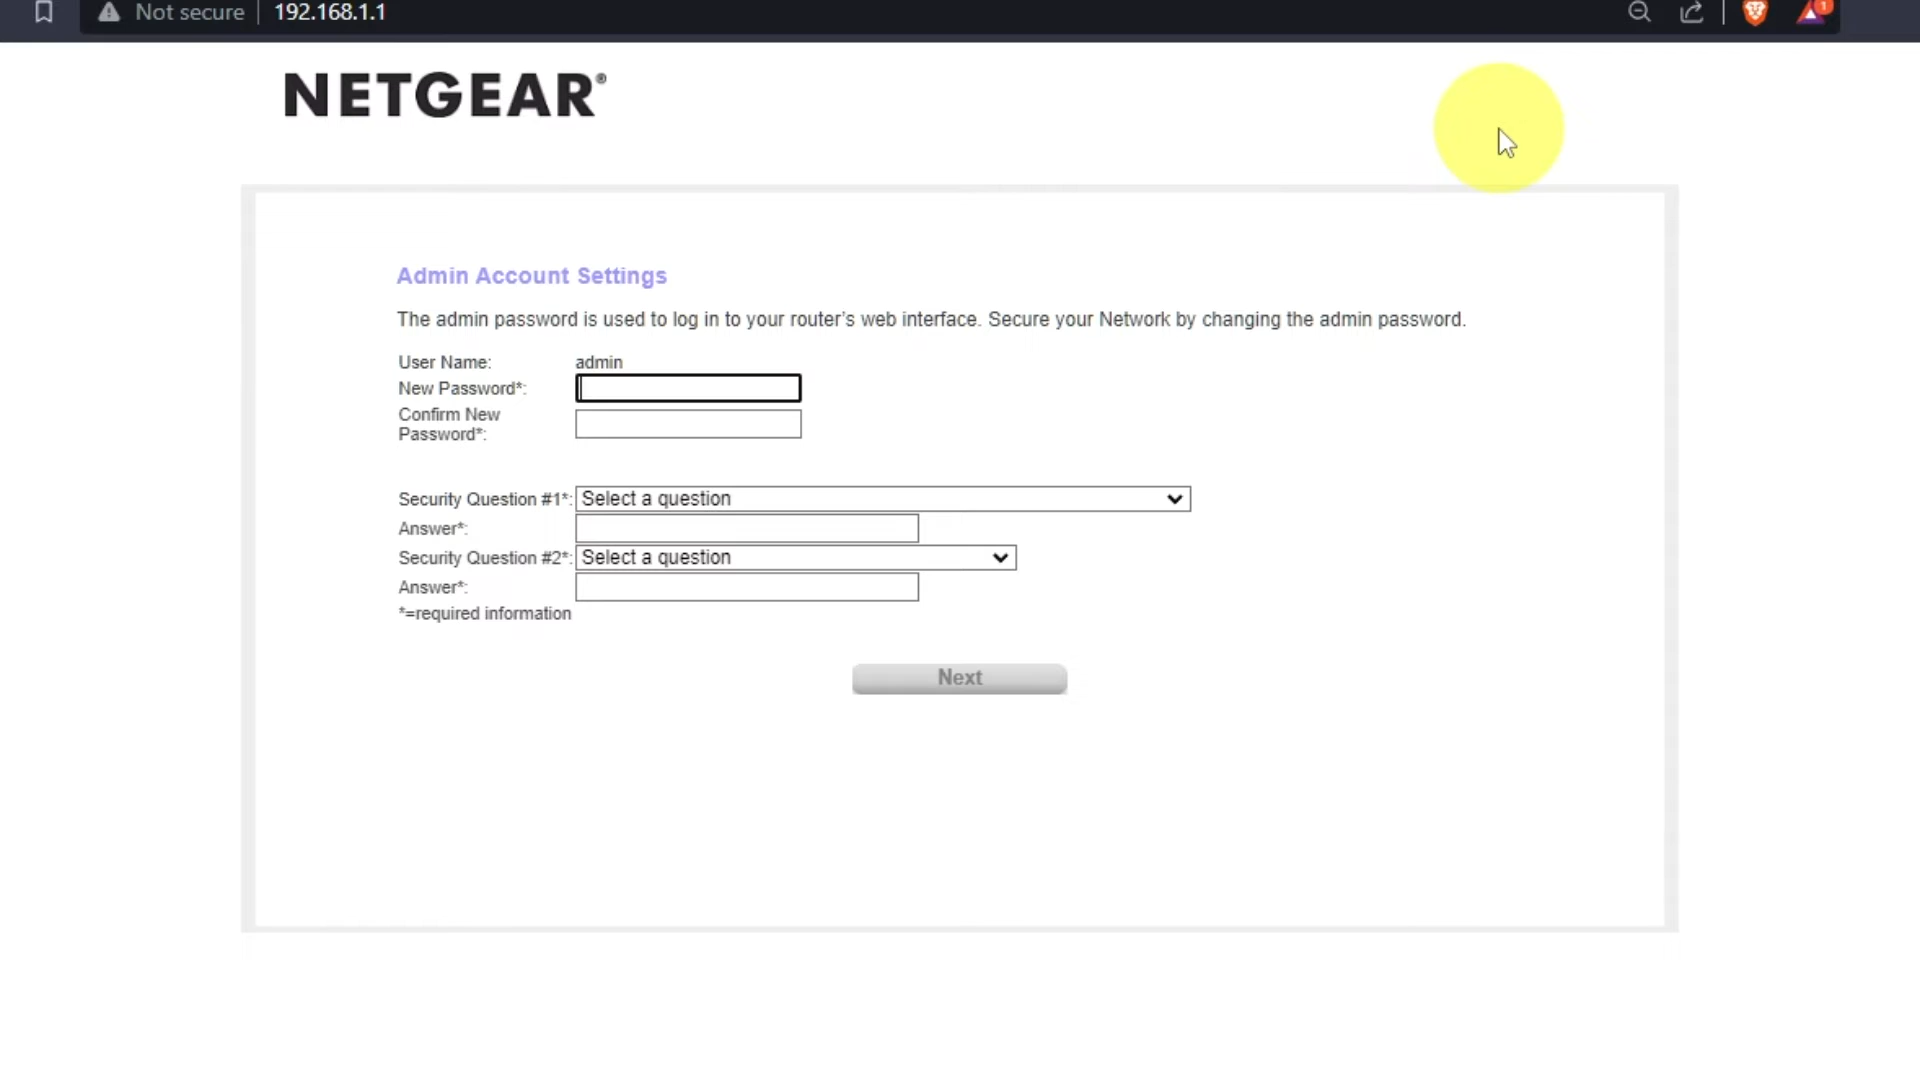 Not secure | 192.168.1.1
1
NETGEAR®
Admin Account Settings
The admin password is used to log in to your router’s web interface. Secure your Network by changing the admin password.
User Name: admin
New Password*:
Confirm New
Password*:
Security Question #1*: Select a question
Answer*:
Security Question #2*: Select a question
Answer*:
*=required information
Next